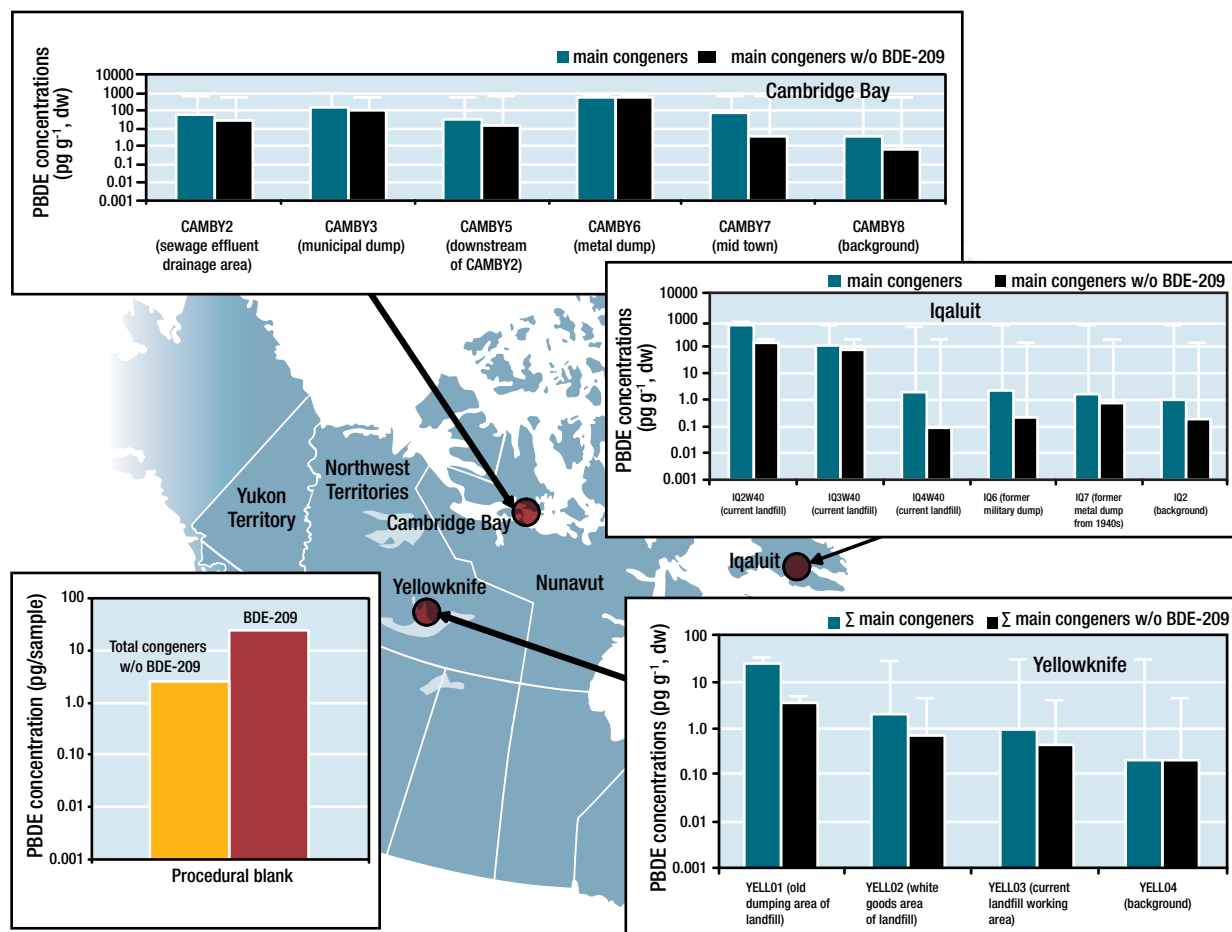 main congeners
main congeners w/o BDE-209
Cambridge Bay
PBDE concentrations
(pg g⁻¹, dw)
10000
1000
100
10
1.0
0.1
0.01
0.001
CAMBY2
(sewage effluent
drainage area)
CAMBY3
(municipal dump)
CAMBY5
(downstream
of CAMBY2)
CAMBY6
(metal dump)
CAMBY7
(mid town)
CAMBY8
(background)
main congeners
main congeners w/o BDE-209
Iqaluit
PBDE concentrations
(pg g⁻¹, dw)
10000
1000
100
10
1.0
0.1
0.01
0.001
IQ2W40
(current landfill)
IQ3W40
(current landfill)
IQ4W40
(current landfill)
IQ6 (former
military dump)
IQ7 (former
metal dump
from 1940s)
IQ2
(background)
Yukon
Territory
Northwest
Territories
Cambridge Bay
Yellowknife
Nunavut
Iqaluit
PBDE concentration (pg/sample)
100
10
1.0
0.10
0.01
0.001
Total congeners
w/o BDE-209
BDE-209
Procedural blank
∑ main congeners
∑ main congeners w/o BDE-209
Yellowknife
PBDE concentrations (pg g⁻¹, dw)
100
10
1.0
0.10
0.01
0.001
YELL01 (old
dumping area of
landfill)
YELL02 (white
goods area
of landfill)
YELL03 (current
landfill working
area)
YELL04
(background)